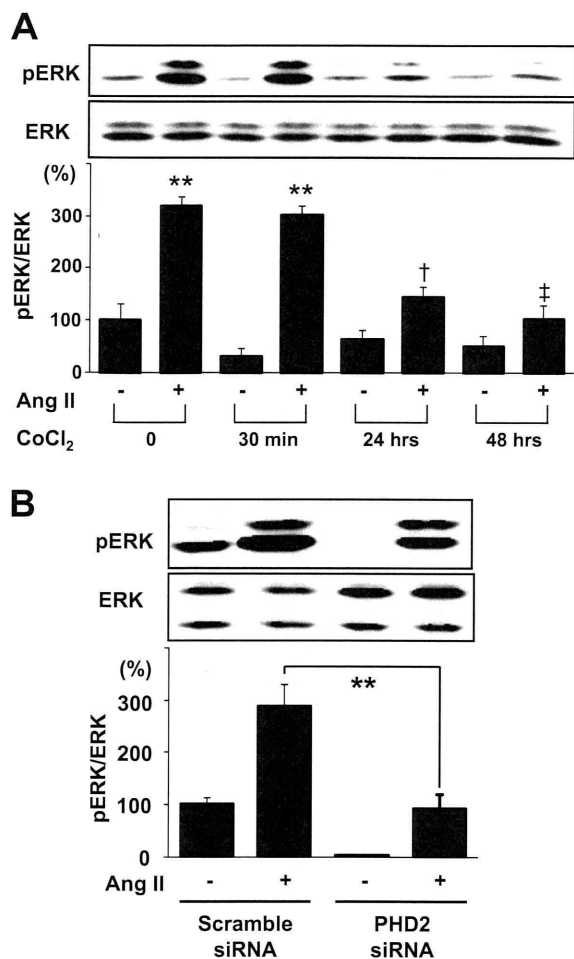 A
pERK
ERK
(%)
** **
300
† ‡
200
100
0
pERK/ERK
Ang II - + - + - + - +
CoCl₂ 0 30 min 24 hrs 48 hrs
B
pERK
ERK
(%)
**
300
200
100
0
pERK/ERK
Ang II - + - +
Scramble siRNA
PHD2 siRNA